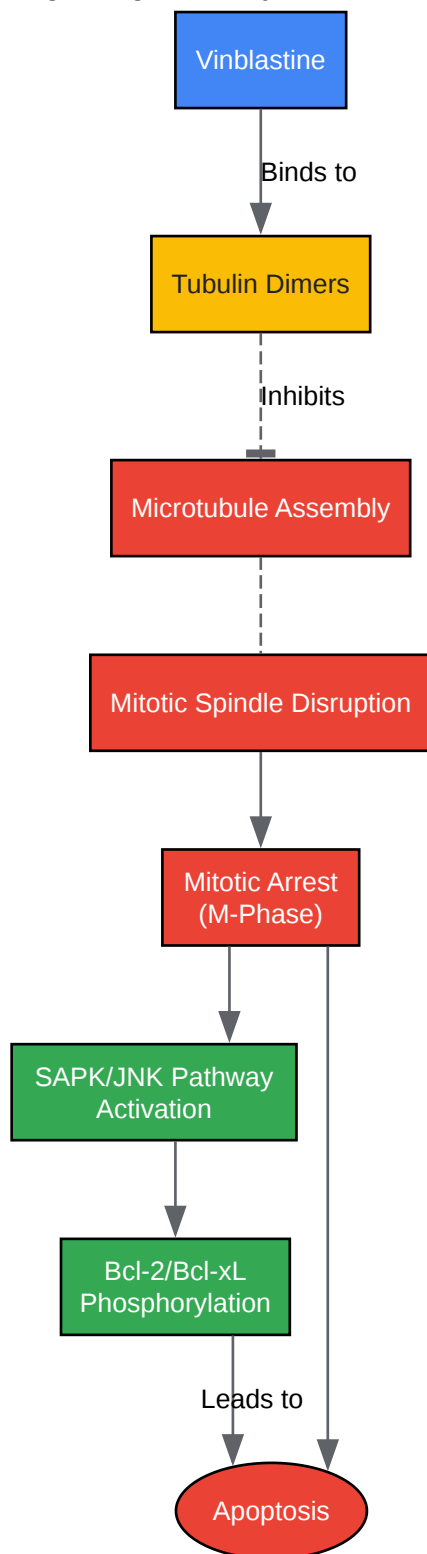 Vinblastine
Binds to
Tubulin Dimers
Inhibits
Microtubule Assembly
Mitotic Spindle Disruption
Mitotic Arrest
(M-Phase)
SAPK/JNK Pathway
Activation
Bcl-2/Bcl-xL
Phosphorylation
Leads to
Apoptosis